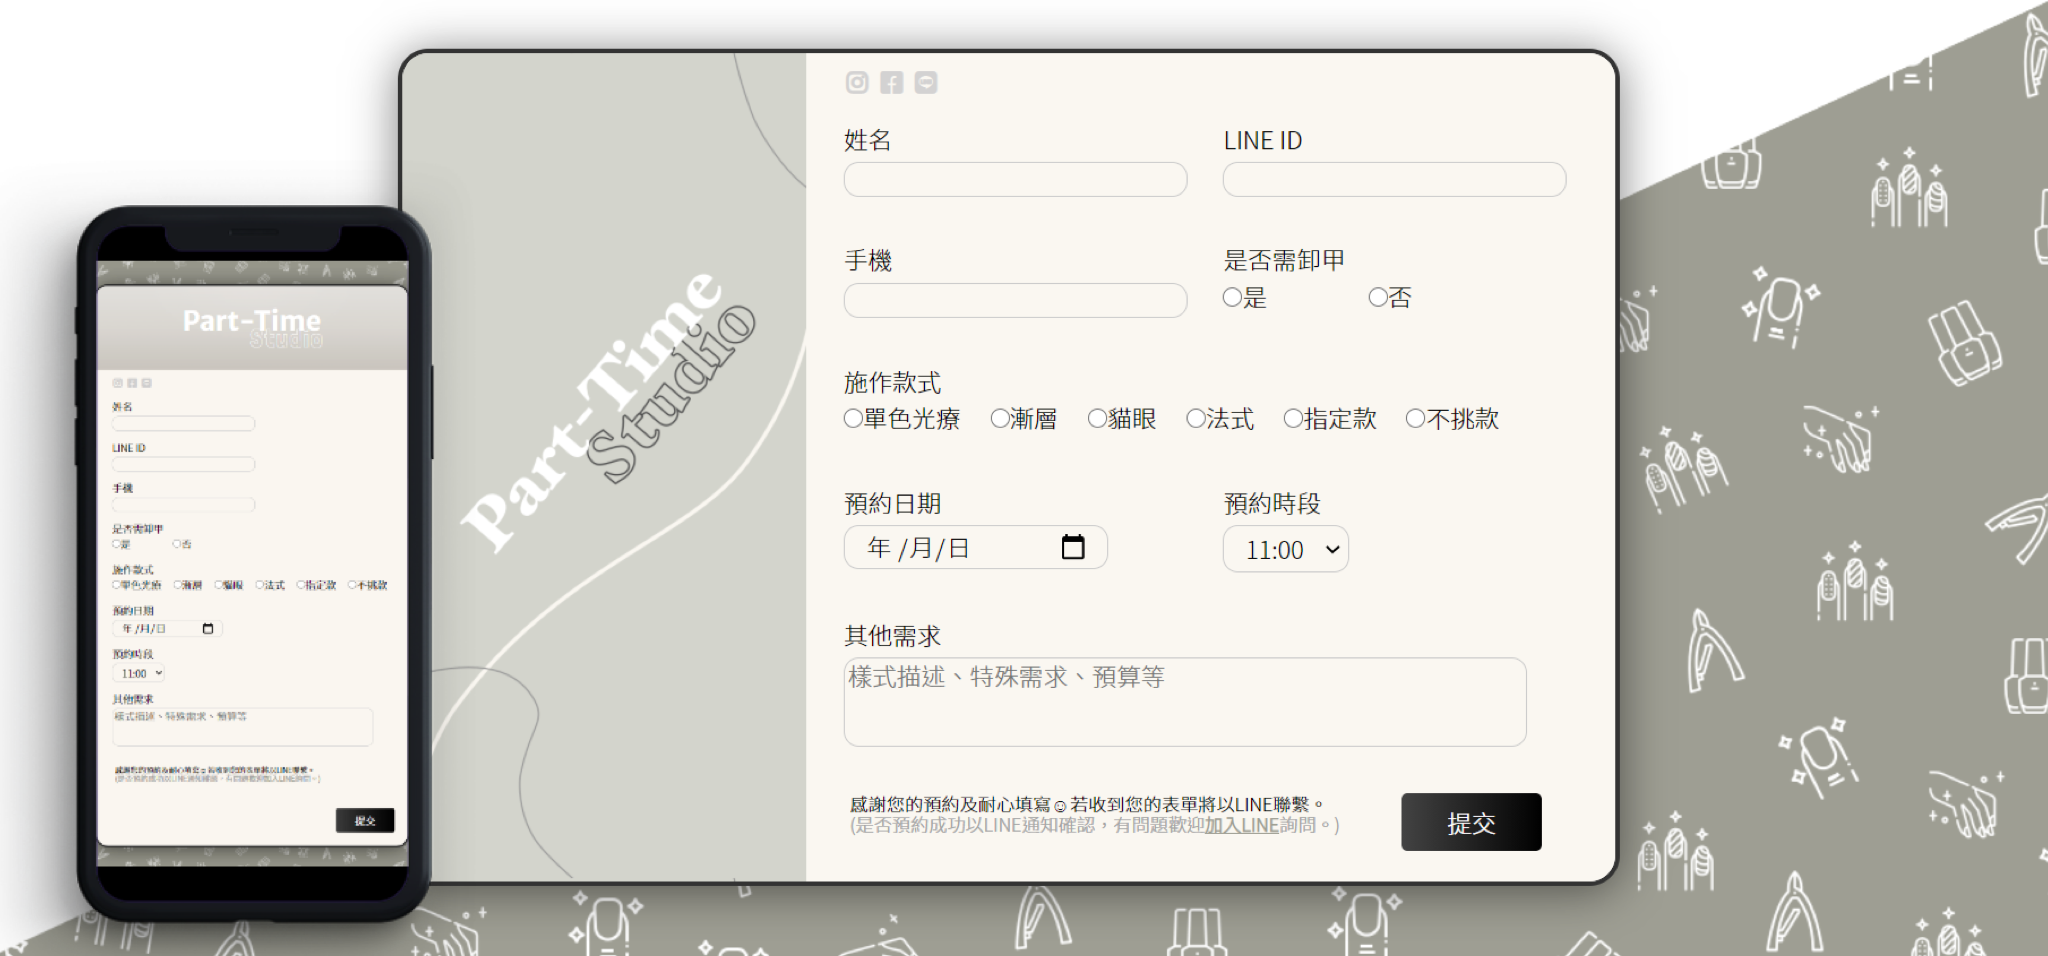 Part-Time
Studio
姓名
LINE ID
手機
是否需卸甲
是 否
施作款式
單色光療 漸層 貓眼 法式 指定款 不挑款
預約日期
年 /月/日
預約時段
11:00
其他需求
樣式描述、特殊需求、預算等
感謝您的預約及耐心填寫☺若收到您的表單將以LINE聯繫。
(是否預約成功以LINE通知確認，有問題歡迎加入LINE詢問。)
提交
Part-Time
Studio
姓名
LINE ID
手機
是否需卸甲
是 否
施作款式
單色光療 漸層 貓眼 法式 指定款 不挑款
預約日期
年 /月/日
預約時段
11:00
其他需求
樣式描述、特殊需求、預算等
感謝您的預約及耐心填寫☺若收到您的表單將以LINE聯繫。
(是否預約成功以LINE通知確認，有問題歡迎加入LINE詢問。)
提交